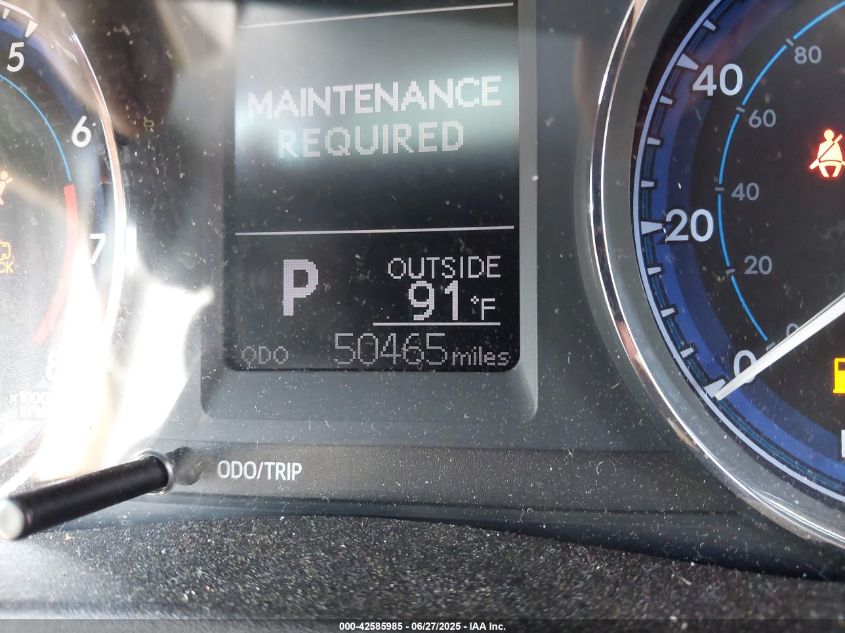 5
6
7
MAINTENANCE
REQUIRED
P
OUTSIDE
91°F
ODO 50465 miles
ODO/TRIP
80
40
60
40
20
20
0
0
000-42585985 - 06/27/2025 - IAA Inc.